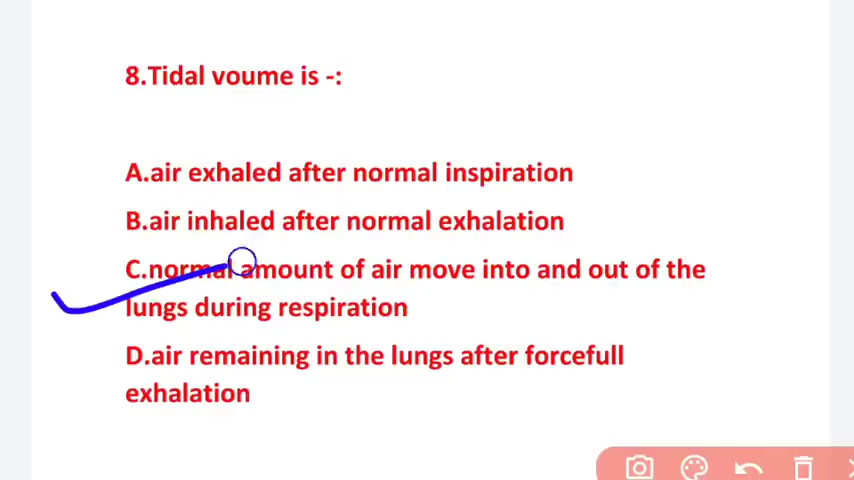 8.Tidal voume is -:
A.air exhaled after normal inspiration
B.air inhaled after normal exhalation
C.normal amount of air move into and out of the
lungs during respiration
D.air remaining in the lungs after forcefull
exhalation